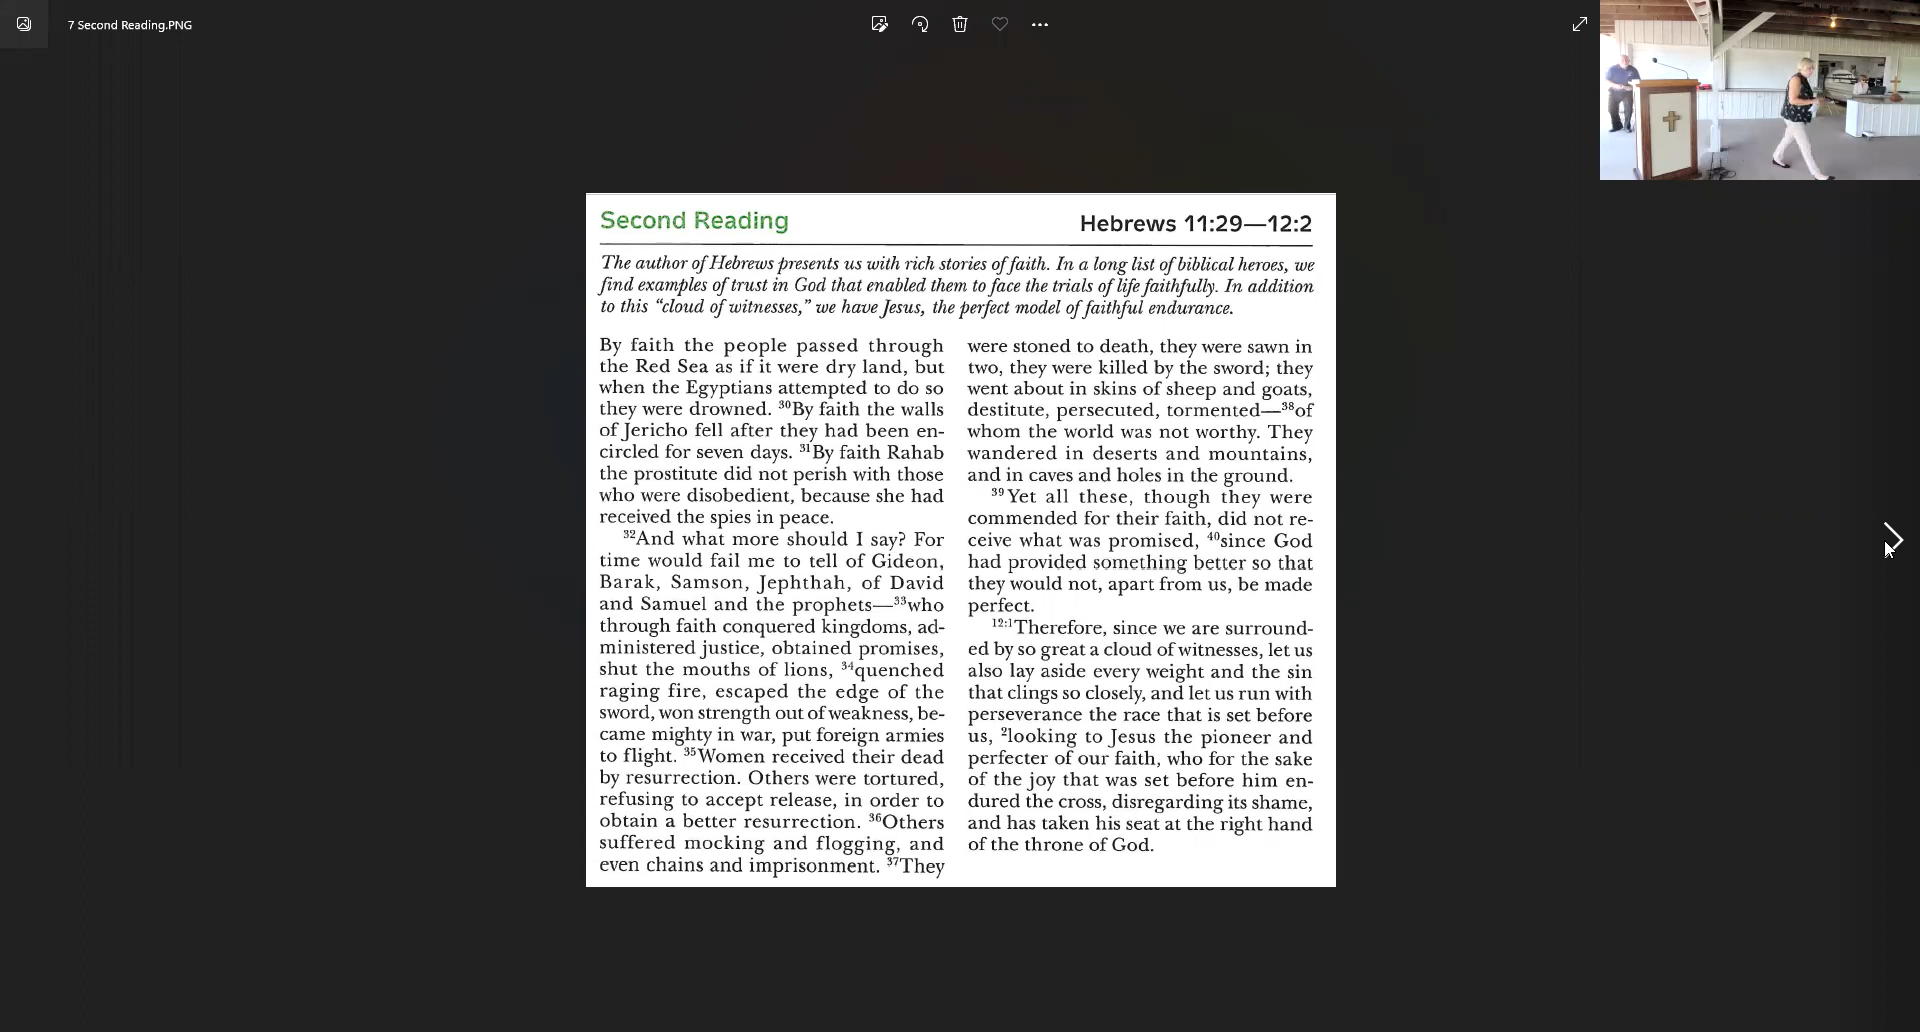 7 Second Reading.PNG
Second Reading
Hebrews 11:29—12:2
The author of Hebrews presents us with rich stories of faith. In a long list of biblical heroes, we
find examples of trust in God that enabled them to face the trials of life faithfully. In addition
to this “cloud of witnesses,” we have Jesus, the perfect model of faithful endurance.
By faith the people passed through
the Red Sea as if it were dry land, but
when the Egyptians attempted to do so
they were drowned. ³⁰By faith the walls
of Jericho fell after they had been en-
circled for seven days. ³¹By faith Rahab
the prostitute did not perish with those
who were disobedient, because she had
received the spies in peace.
³²And what more should I say? For
time would fail me to tell of Gideon,
Barak, Samson, Jephthah, of David
and Samuel and the prophets—³³who
through faith conquered kingdoms, ad-
ministered justice, obtained promises,
shut the mouths of lions, ³⁴quenched
raging fire, escaped the edge of the
sword, won strength out of weakness, be-
came mighty in war, put foreign armies
to flight. ³⁵Women received their dead
by resurrection. Others were tortured,
refusing to accept release, in order to
obtain a better resurrection. ³⁶Others
suffered mocking and flogging, and
even chains and imprisonment. ³⁷They
were stoned to death, they were sawn in
two, they were killed by the sword; they
went about in skins of sheep and goats,
destitute, persecuted, tormented—³⁸of
whom the world was not worthy. They
wandered in deserts and mountains,
and in caves and holes in the ground.
³⁹Yet all these, though they were
commended for their faith, did not re-
ceive what was promised, ⁴⁰since God
had provided something better so that
they would not, apart from us, be made
perfect.
¹²:¹Therefore, since we are surround-
ed by so great a cloud of witnesses, let us
also lay aside every weight and the sin
that clings so closely, and let us run with
perseverance the race that is set before
us, ²looking to Jesus the pioneer and
perfecter of our faith, who for the sake
of the joy that was set before him en-
dured the cross, disregarding its shame,
and has taken his seat at the right hand
of the throne of God.